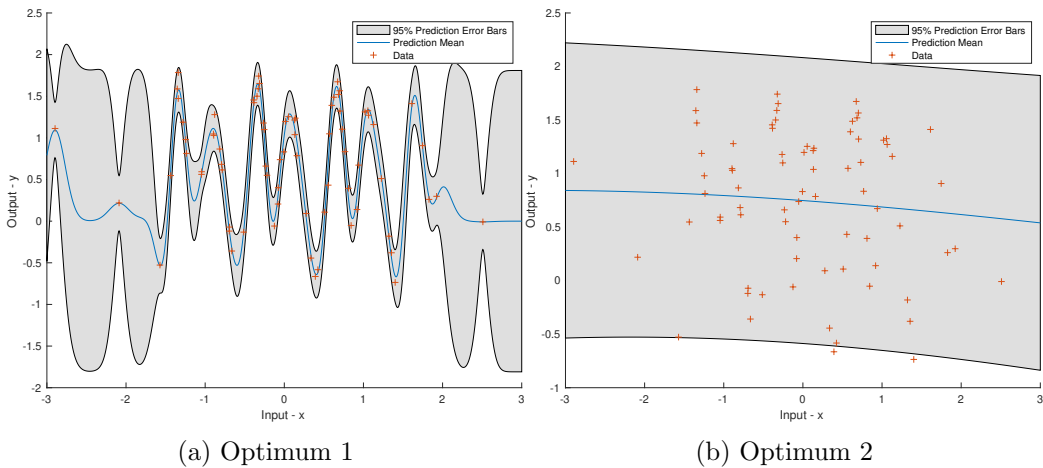 2.5
2
1.5
1
0.5
0
-0.5
-1
-1.5
-2
Output - y
95% Prediction Error Bars
Prediction Mean
Data
-3 -2 -1 0 1 2 3
Input - x
(a) Optimum 1
2.5
2
1.5
1
0.5
0
-0.5
-1
Output - y
95% Prediction Error Bars
Prediction Mean
Data
-3 -2 -1 0 1 2 3
Input - x
(b) Optimum 2